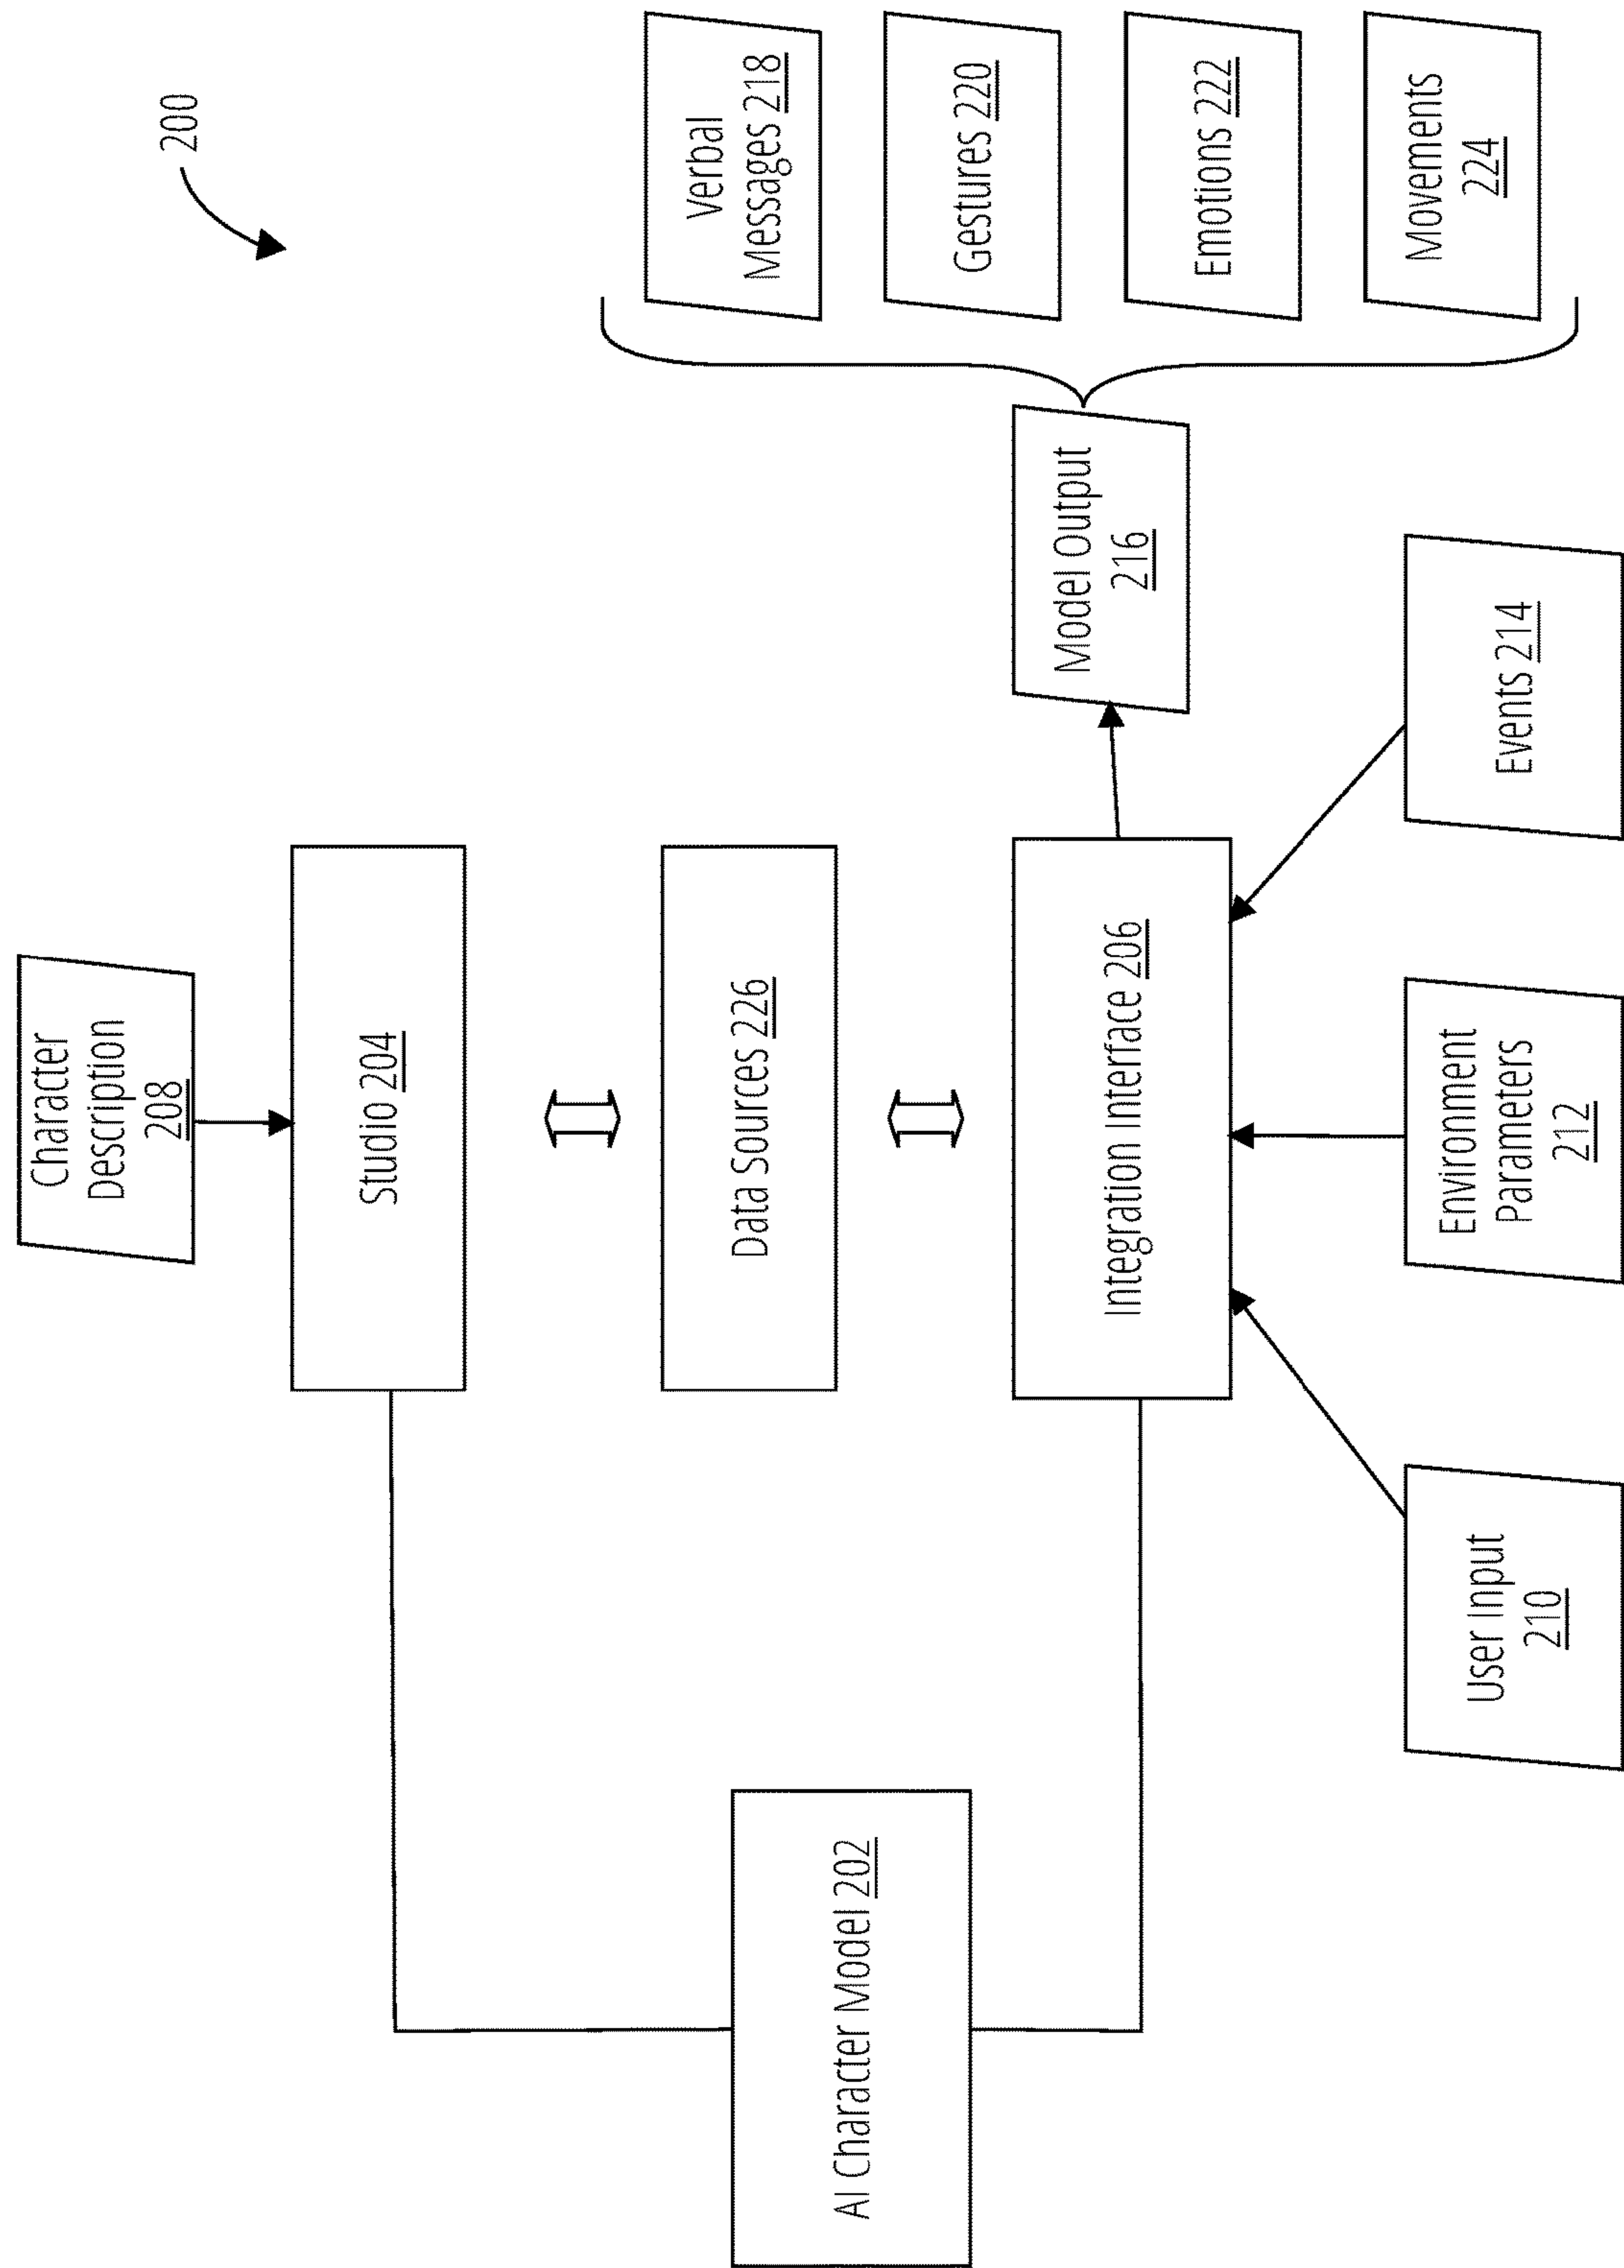 200
Character
Description
208
Studio 204
Data Sources 226
AI Character Model 202
Integration Interface 206
Model Output
216
Verbal
Messages 218
Gestures 220
Emotions 222
Movements
224
User Input
210
Environment
Parameters
212
Events 214